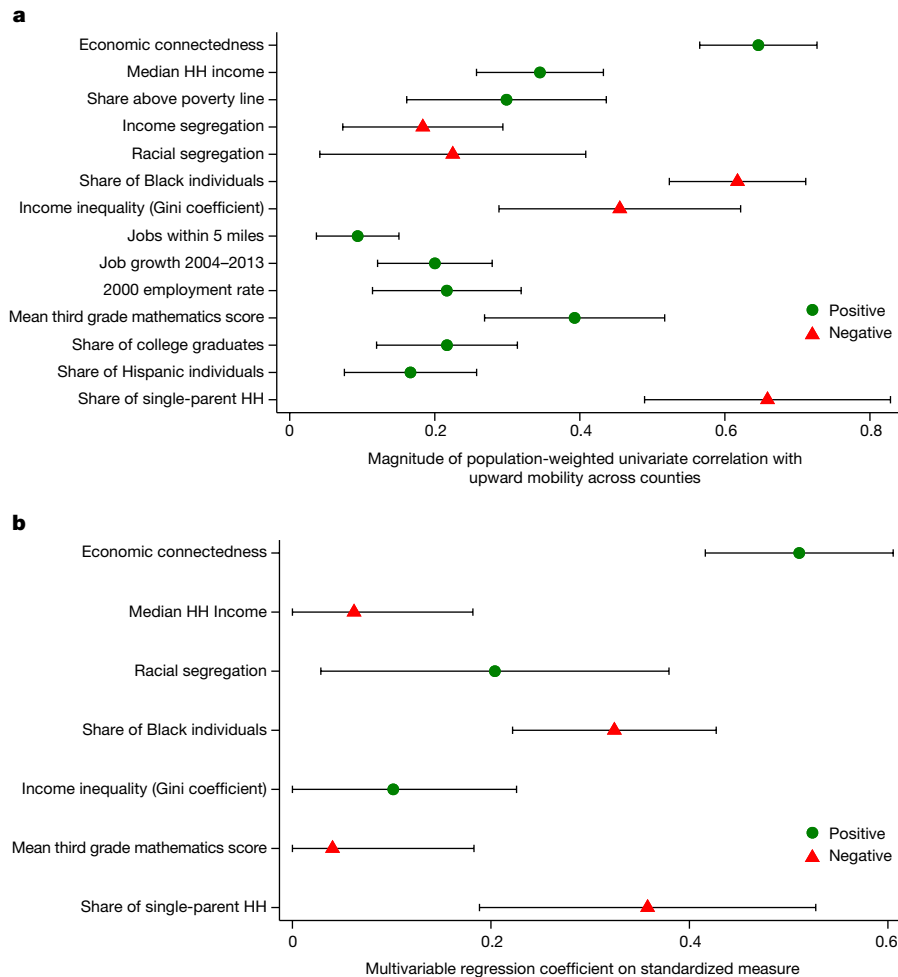 a
Economic connectedness
Median HH income
Share above poverty line
Income segregation
Racial segregation
Share of Black individuals
Income inequality (Gini coefficient)
Jobs within 5 miles
Job growth 2004–2013
2000 employment rate
Mean third grade mathematics score
Share of college graduates
Share of Hispanic individuals
Share of single-parent HH
Positive
Negative
0 0.2 0.4 0.6 0.8
Magnitude of population-weighted univariate correlation with
upward mobility across counties
b
Economic connectedness
Median HH Income
Racial segregation
Share of Black individuals
Income inequality (Gini coefficient)
Mean third grade mathematics score
Share of single-parent HH
Positive
Negative
0 0.2 0.4 0.6
Multivariable regression coefficient on standardized measure